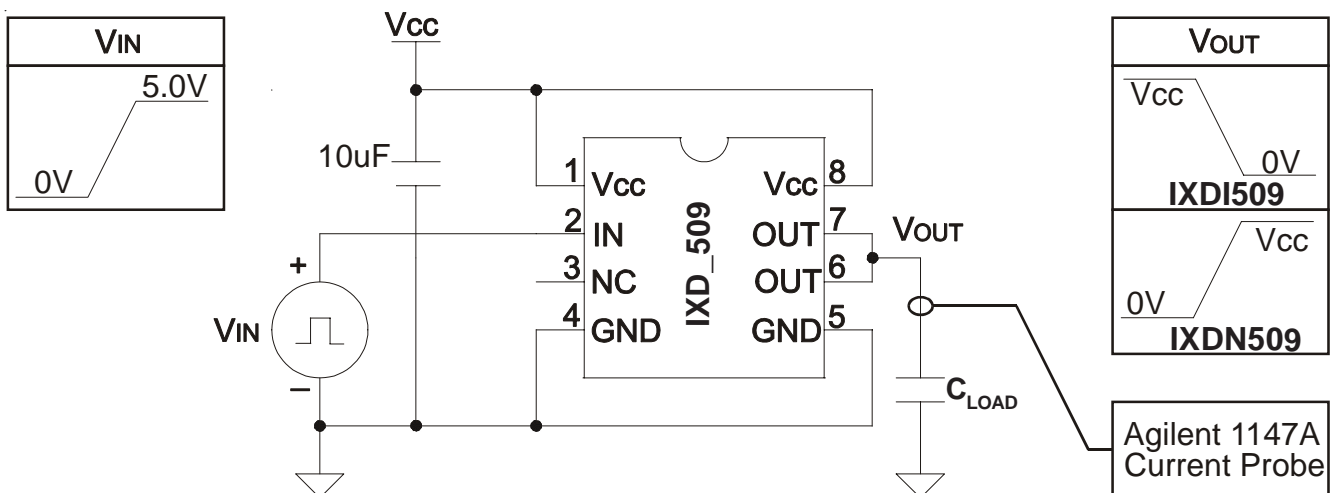 VIN
5.0V
0V
Vcc
10uF
1 Vcc
2 IN
3 NC
4 GND
IXD_509
Vcc 8
OUT 7
OUT 6
GND 5
+
VIN
–
VOUT
CLOAD
VOUT
Vcc
0V
IXDI509
Vcc
0V
IXDN509
Agilent 1147A
Current Probe